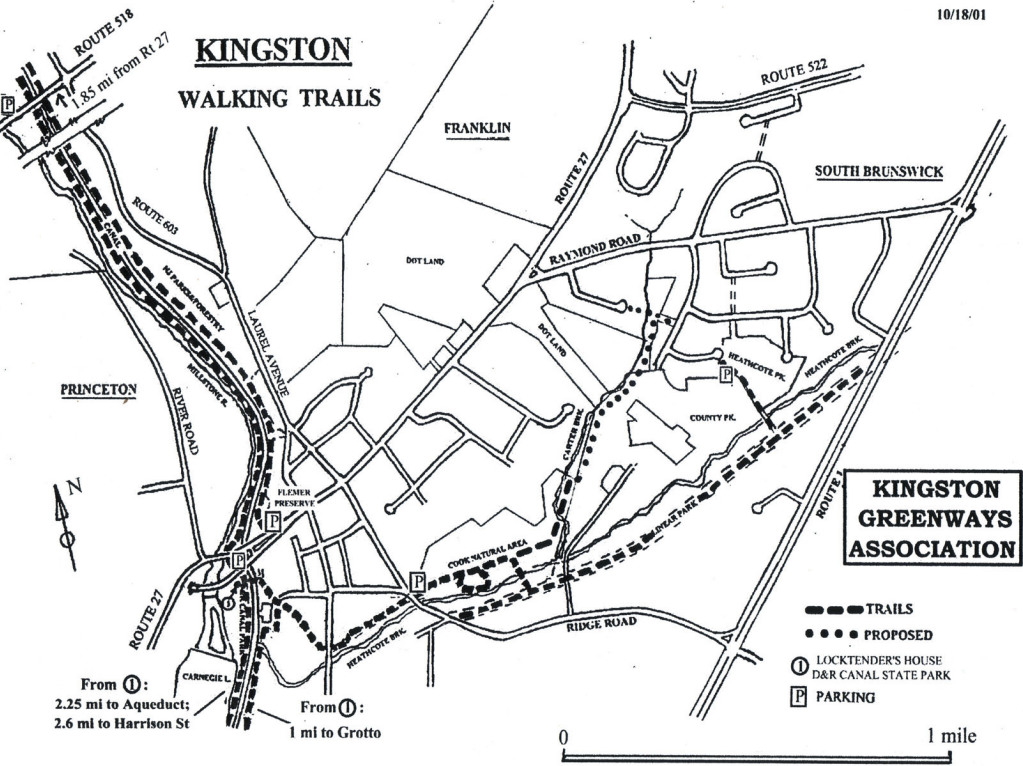 10/18/01
KINGSTON
WALKING TRAILS
ROUTE 518
1.85 mi from Rt 27
P
FRANKLIN
ROUTE 522
ROUTE 27
SOUTH BRUNSWICK
ROUTE 603
RAYMOND ROAD
CANAL
DOT LAND
NJ PARKS&FORESTRY
LAUREL AVENUE
DOT LAND
MILLSTONE R.
HEATHCOTE PK.
HEATHCOTE BRK.
P
PRINCETON
RIVER ROAD
COUNTY PK.
CARTER BRK.
N
FLEMER
PRESERVE
P
ROUTE 1
KINGSTON
GREENWAYS
ASSOCIATION
LINEAR PARK
COOK NATURAL AREA
P
P
1
ROUTE 27
HEATHCOTE BRK.
RIDGE ROAD
TRAILS
PROPOSED
1 LOCKTENDER'S HOUSE
D&R CANAL STATE PARK
P PARKING
CARNEGIE L.
From 1:
2.25 mi to Aqueduct;
2.6 mi to Harrison St
From 1:
1 mi to Grotto
0
1 mile